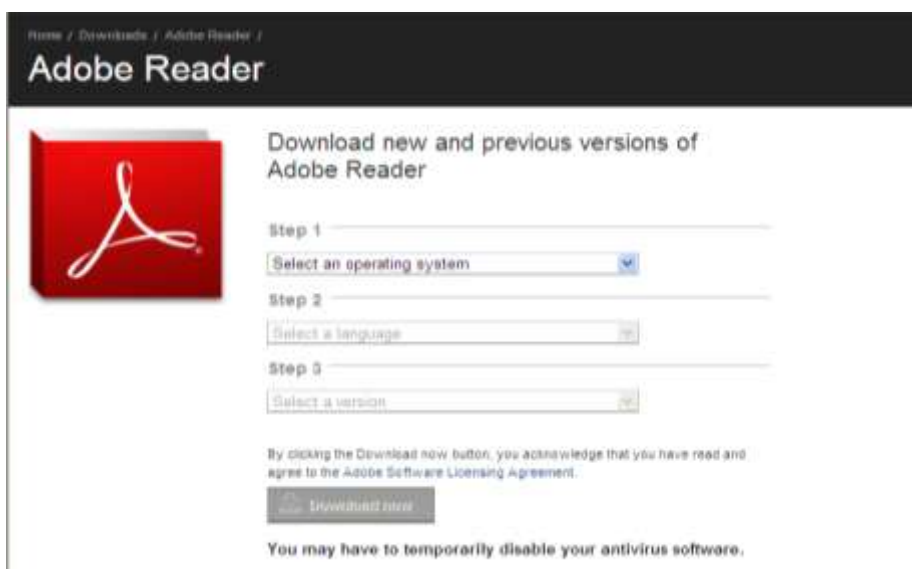 Home / Downloads / Adobe Reader /
Adobe Reader
Download new and previous versions of
Adobe Reader
Step 1
Select an operating system
Step 2
Select a language
Step 3
Select a version
By clicking the Download now button, you acknowledge that you have read and
agree to the Adobe Software Licensing Agreement.
Download now
You may have to temporarily disable your antivirus software.